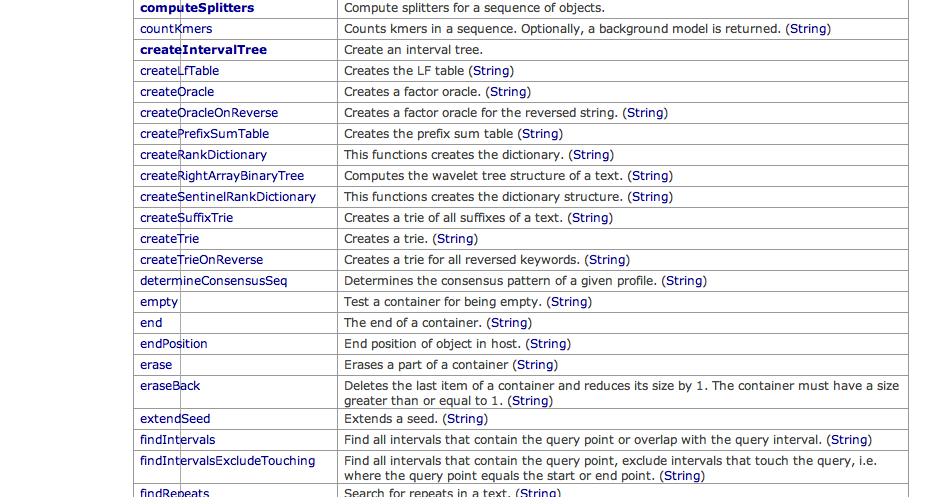 computeSplitters Compute splitters for a sequence of objects.
countKmers Counts kmers in a sequence. Optionally, a background model is returned. (String)
createIntervalTree Create an interval tree.
createLfTable Creates the LF table (String)
createOracle Creates a factor oracle. (String)
createOracleOnReverse Creates a factor oracle for the reversed string. (String)
createPrefixSumTable Creates the prefix sum table (String)
createRankDictionary This functions creates the dictionary. (String)
createRightArrayBinaryTree Computes the wavelet tree structure of a text. (String)
createSentinelRankDictionary This functions creates the dictionary structure. (String)
createSuffixTrie Creates a trie of all suffixes of a text. (String)
createTrie Creates a trie. (String)
createTrieOnReverse Creates a trie for all reversed keywords. (String)
determineConsensusSeq Determines the consensus pattern of a given profile. (String)
empty Test a container for being empty. (String)
end The end of a container. (String)
endPosition End position of object in host. (String)
erase Erases a part of a container (String)
eraseBack Deletes the last item of a container and reduces its size by 1. The container must have a size
greater than or equal to 1. (String)
extendSeed Extends a seed. (String)
findIntervals Find all intervals that contain the query point or overlap with the query interval. (String)
findIntervalsExcludeTouching Find all intervals that contain the query point, exclude intervals that touch the query, i.e.
where the query point equals the start or end point. (String)
findRepeats Search for repeats in a text. (String)